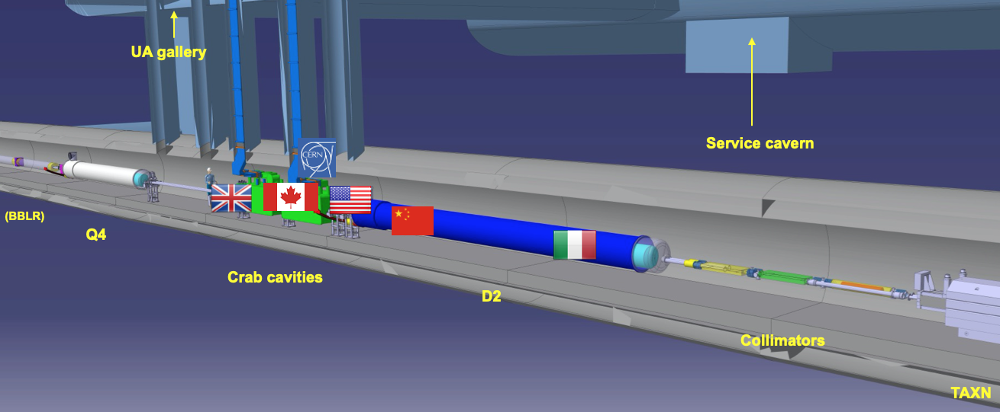 UA gallery
Service cavern
CERN
(BBLR)
Q4
Crab cavities
D2
Collimators
TAXN